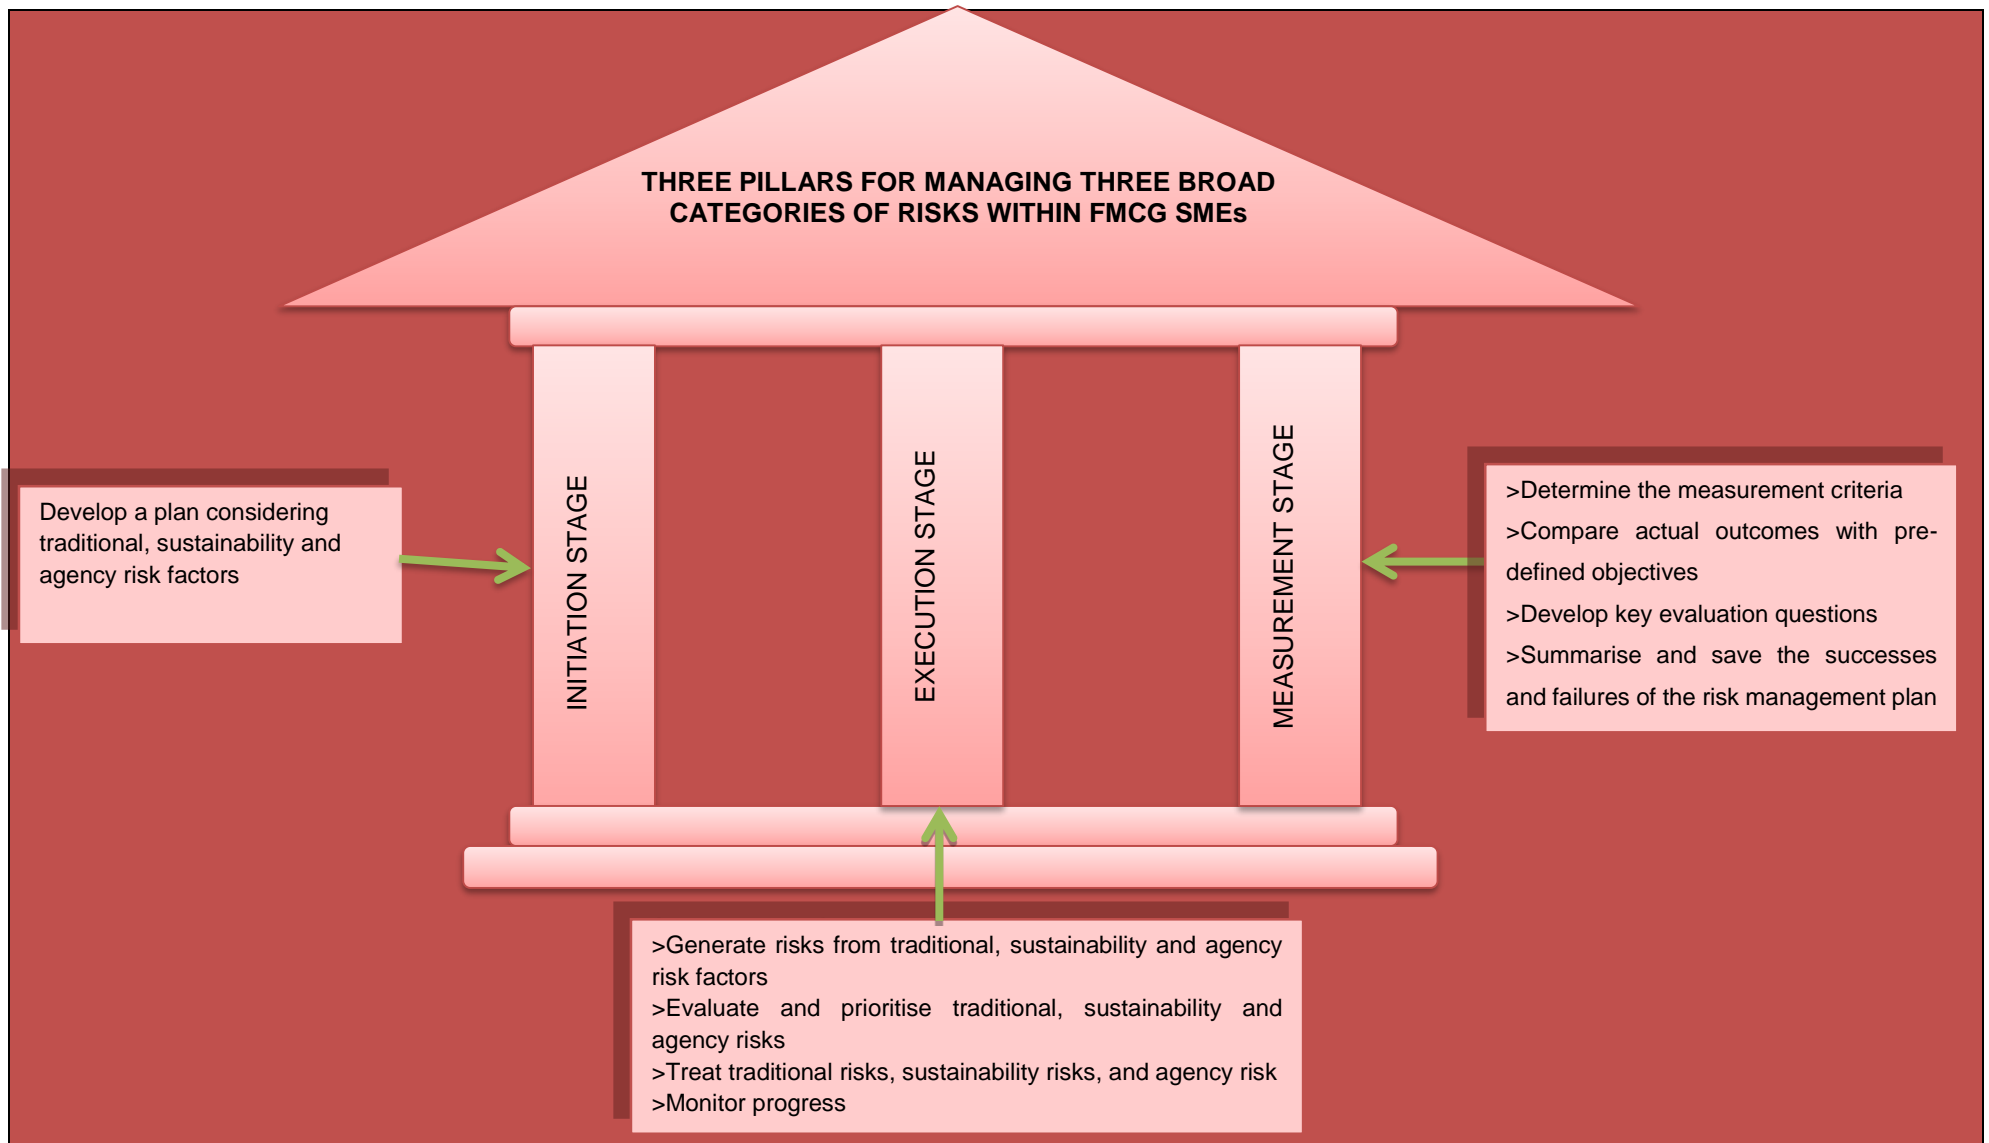 THREE PILLARS FOR MANAGING THREE BROAD
CATEGORIES OF RISKS WITHIN FMCG SMEs
INITIATION STAGE
EXECUTION STAGE
MEASUREMENT STAGE
Develop a plan considering
traditional, sustainability and
agency risk factors
>Determine the measurement criteria
>Compare actual outcomes with pre-
defined objectives
>Develop key evaluation questions
>Summarise and save the successes
and failures of the risk management plan
>Generate risks from traditional, sustainability and agency
risk factors
>Evaluate and prioritise traditional, sustainability and
agency risks
>Treat traditional risks, sustainability risks, and agency risk
>Monitor progress